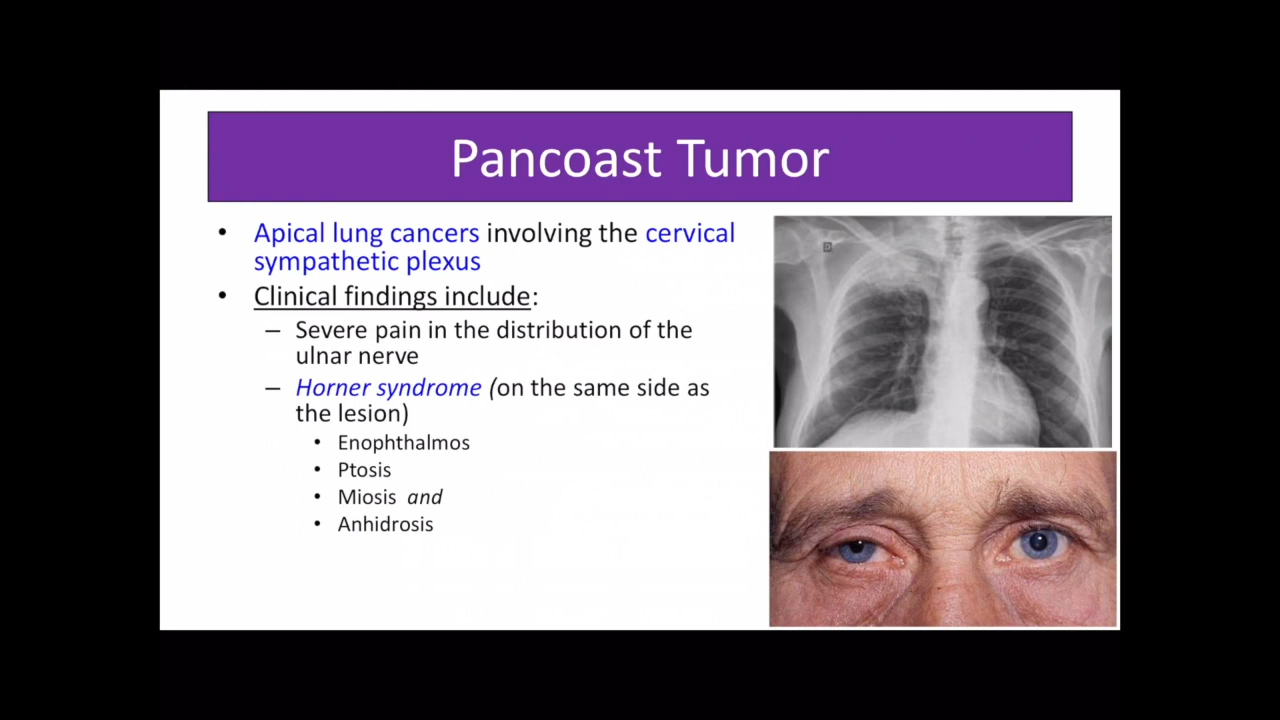 Pancoast Tumor
• Apical lung cancers involving the cervical
sympathetic plexus
• Clinical findings include:
– Severe pain in the distribution of the
ulnar nerve
– Horner syndrome (on the same side as
the lesion)
• Enophthalmos
• Ptosis
• Miosis and
• Anhidrosis
D